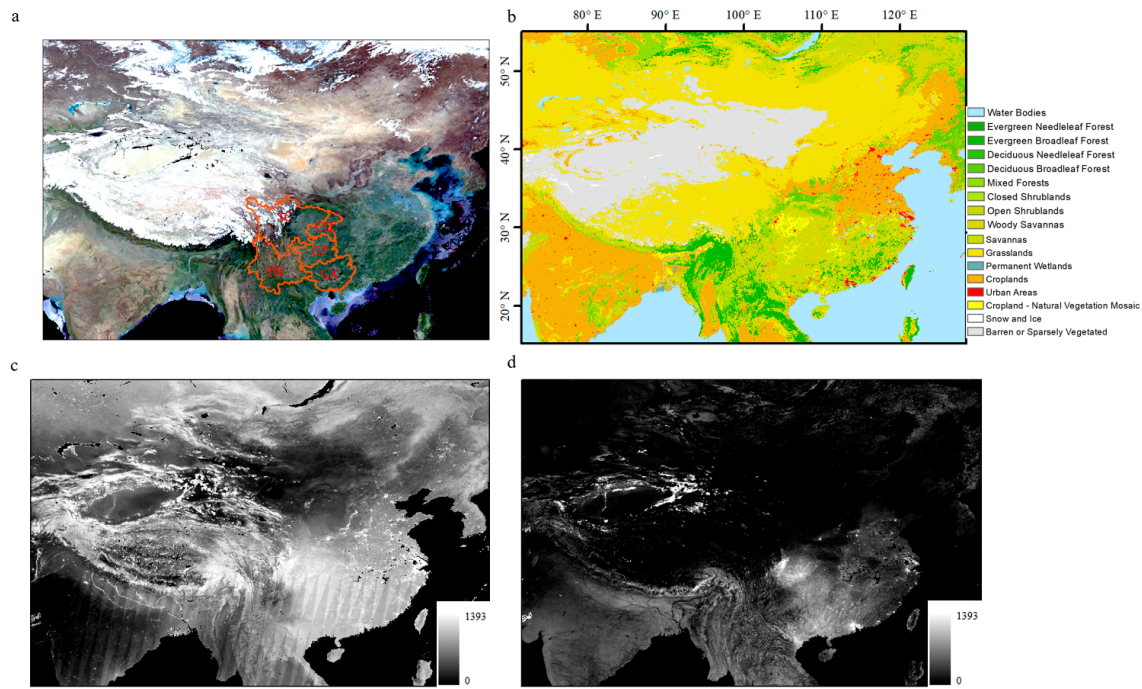 a
b
80° E
90° E
100° E
110° E
120° E
50° N
40° N
30° N
20° N
YN
GX
Water Bodies
Evergreen Needleleaf Forest
Evergreen Broadleaf Forest
Deciduous Needleleaf Forest
Deciduous Broadleaf Forest
Mixed Forests
Closed Shrublands
Open Shrublands
Woody Savannas
Savannas
Grasslands
Permanent Wetlands
Croplands
Urban Areas
Cropland - Natural Vegetation Mosaic
Snow and Ice
Barren or Sparsely Vegetated
c
d
1393
0
1393
0